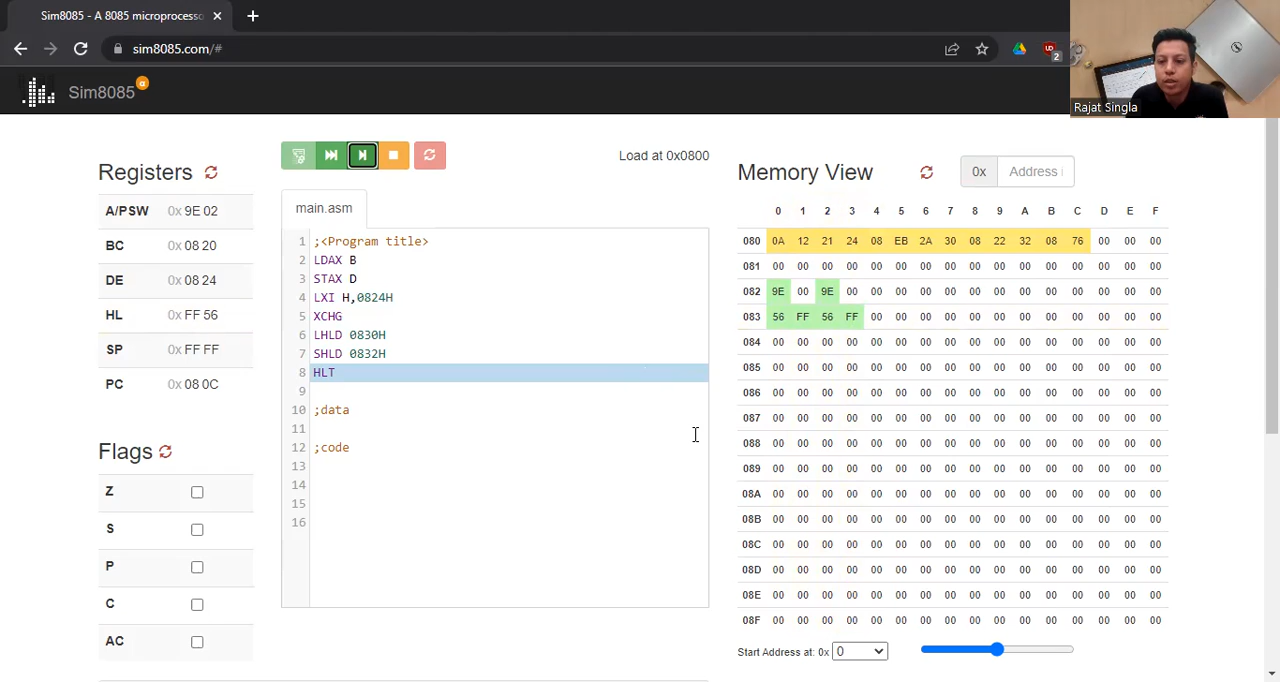 Sim8085 - A 8085 microprocesso
sim8085.com/#
2
Rajat Singla
Sim8085 α
Registers
A/PSW 0x 9E 02
BC 0x 08 20
DE 0x 08 24
HL 0x FF 56
SP 0x FF FF
PC 0x 08 0C
Flags
Z
S
P
C
AC
Load at 0x0800
main.asm
1 ;<Program title>
2 LDAX B
3 STAX D
4 LXI H,0824H
5 XCHG
6 LHLD 0830H
7 SHLD 0832H
8 HLT
9
10 ;data
11
12 ;code
13
14
15
16
Memory View
0x Address
0 1 2 3 4 5 6 7 8 9 A B C D E F
080 0A 12 21 24 08 EB 2A 30 08 22 32 08 76 00 00 00
081 00 00 00 00 00 00 00 00 00 00 00 00 00 00 00 00
082 9E 00 9E 00 00 00 00 00 00 00 00 00 00 00 00 00
083 56 FF 56 FF 00 00 00 00 00 00 00 00 00 00 00 00
084 00 00 00 00 00 00 00 00 00 00 00 00 00 00 00 00
085 00 00 00 00 00 00 00 00 00 00 00 00 00 00 00 00
086 00 00 00 00 00 00 00 00 00 00 00 00 00 00 00 00
087 00 00 00 00 00 00 00 00 00 00 00 00 00 00 00 00
088 00 00 00 00 00 00 00 00 00 00 00 00 00 00 00 00
089 00 00 00 00 00 00 00 00 00 00 00 00 00 00 00 00
08A 00 00 00 00 00 00 00 00 00 00 00 00 00 00 00 00
08B 00 00 00 00 00 00 00 00 00 00 00 00 00 00 00 00
08C 00 00 00 00 00 00 00 00 00 00 00 00 00 00 00 00
08D 00 00 00 00 00 00 00 00 00 00 00 00 00 00 00 00
08E 00 00 00 00 00 00 00 00 00 00 00 00 00 00 00 00
08F 00 00 00 00 00 00 00 00 00 00 00 00 00 00 00 00
Start Address at: 0x 0